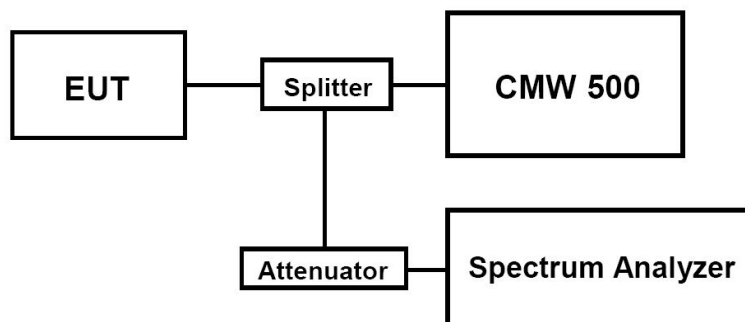 EUT
Splitter
CMW 500
Attenuator
Spectrum Analyzer